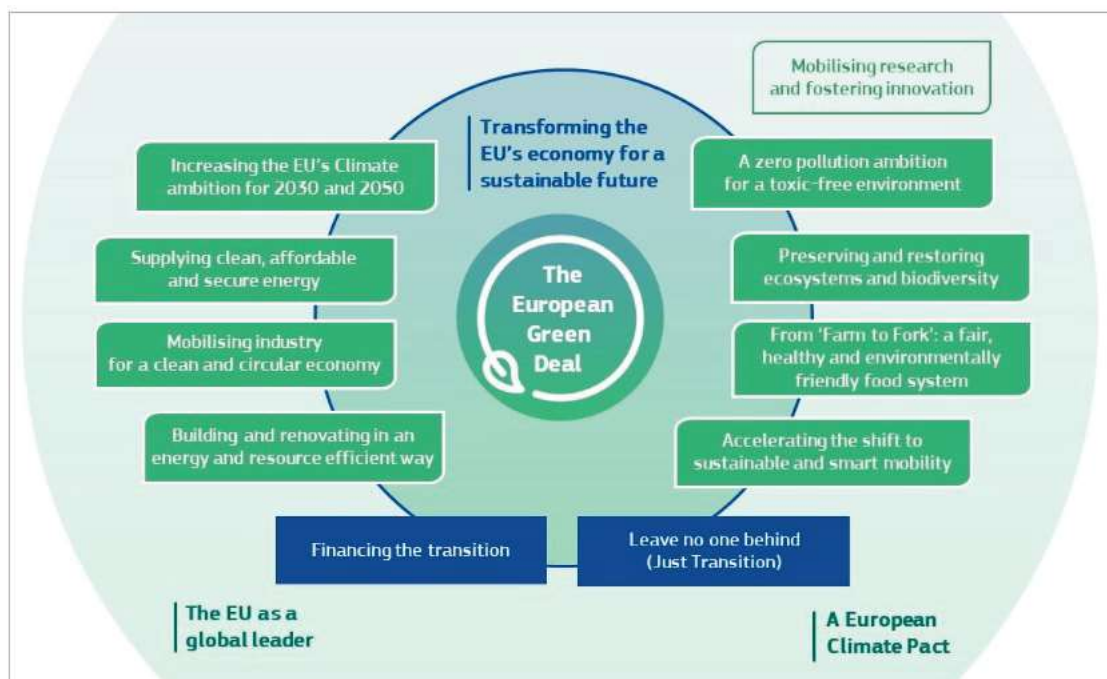 Mobilising research
and fostering innovation
Transforming the
EU's economy for a
sustainable future
Increasing the EU's Climate
ambition for 2030 and 2050
A zero pollution ambition
for a toxic-free environment
Supplying clean, affordable
and secure energy
The
European
Green
Deal
Preserving and restoring
ecosystems and biodiversity
Mobilising industry
for a clean and circular economy
From 'Farm to Fork': a fair,
healthy and environmentally
friendly food system
Building and renovating in an
energy and resource efficient way
Accelerating the shift to
sustainable and smart mobility
Financing the transition
Leave no one behind
(Just Transition)
The EU as a
global leader
A European
Climate Pact